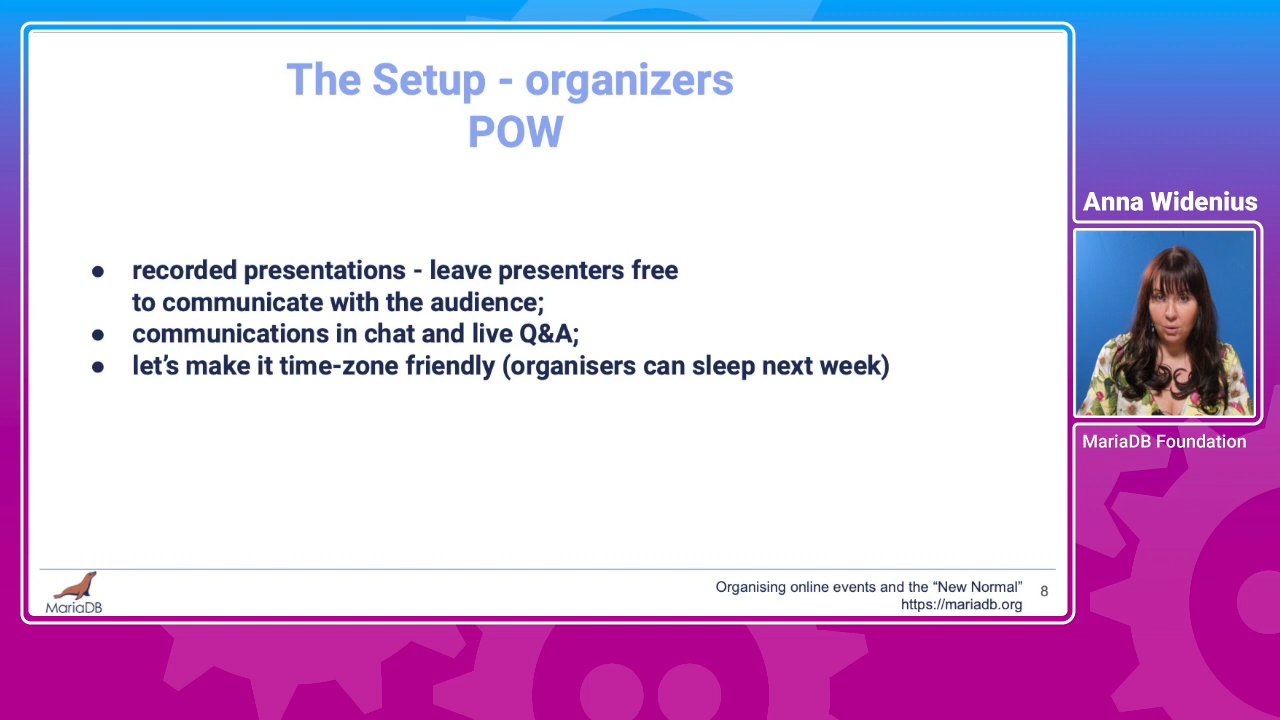 The Setup - organizers
POW
● recorded presentations - leave presenters free
to communicate with the audience;
● communications in chat and live Q&A;
● let’s make it time-zone friendly (organisers can sleep next week)
MariaDB
Organising online events and the “New Normal”
https://mariadb.org
8
Anna Widenius
MariaDB Foundation